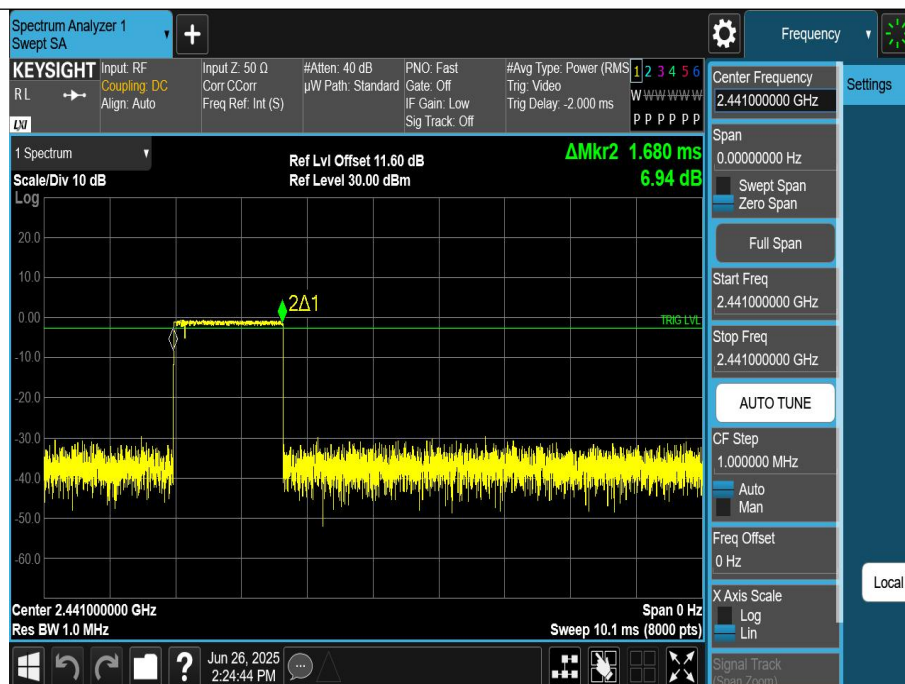 Spectrum Analyzer 1
Swept SA
Frequency
KEYSIGHT
RL
LXI
Input: RF
Coupling: DC
Align: Auto
Input Z: 50 Ω
Corr CCorr
Freq Ref: Int (S)
#Atten: 40 dB
µW Path: Standard
PNO: Fast
Gate: Off
IF Gain: Low
Sig Track: Off
#Avg Type: Power (RMS
Trig: Video
Trig Delay: -2.000 ms
1 2 3 4 5 6
W W W W W W
P P P P P P
1 Spectrum
Scale/Div 10 dB
Log
Ref Lvl Offset 11.60 dB
Ref Level 30.00 dBm
ΔMkr2 1.680 ms
6.94 dB
20.0
10.0
0.00
-10.0
-20.0
-30.0
-40.0
-50.0
-60.0
2Δ1
TRIG LVL
Center 2.441000000 GHz
Res BW 1.0 MHz
Span 0 Hz
Sweep 10.1 ms (8000 pts)
?
Jun 26, 2025
2:24:44 PM
Center Frequency
2.441000000 GHz
Span
0.00000000 Hz
Swept Span
Zero Span
Full Span
Start Freq
2.441000000 GHz
Stop Freq
2.441000000 GHz
AUTO TUNE
CF Step
1.000000 MHz
Auto
Man
Freq Offset
0 Hz
X Axis Scale
Log
Lin
Signal Track
(Span Zoom)
Settings
Local